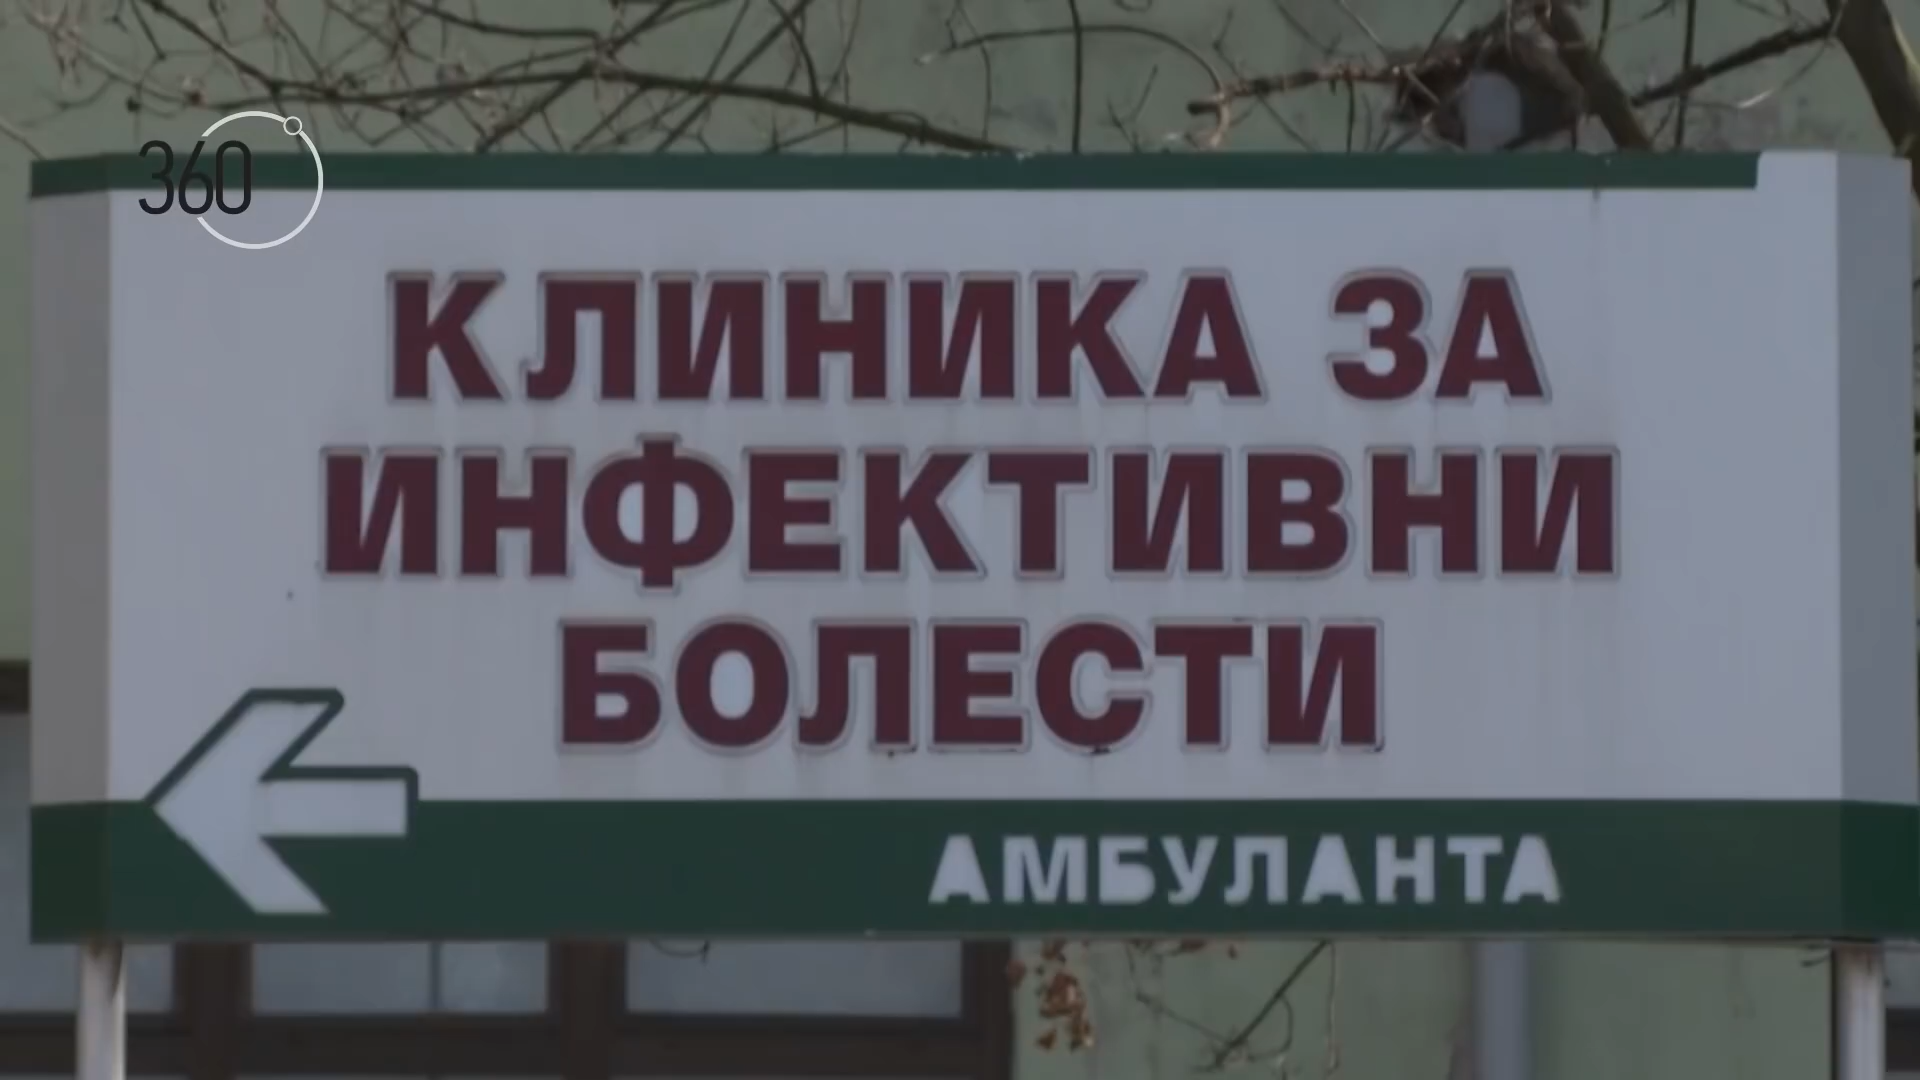 360
КЛИНИКА ЗА
ИНФЕКТИВНИ
БОЛЕСТИ
АМБУЛАНТА